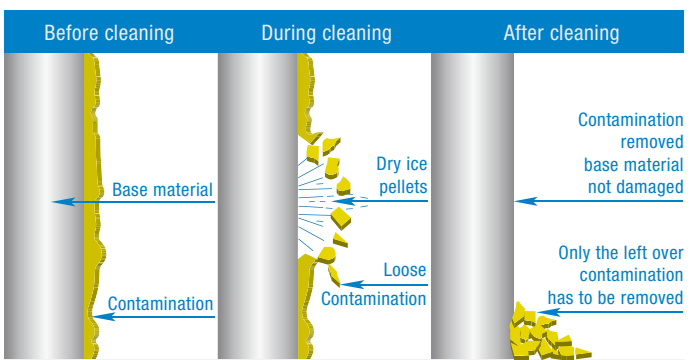 Before cleaning
During cleaning
After cleaning
Base material
Contamination
Dry ice
pellets
Loose
Contamination
Contamination
removed
base material
not damaged
Only the left over
contamination
has to be removed